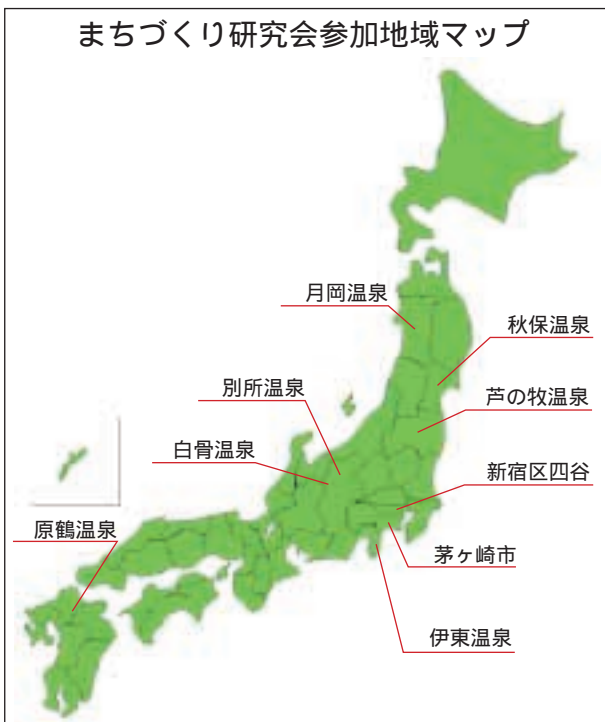 まちづくり研究会参加地域マップ
月岡温泉
秋保温泉
別所温泉
芦の牧温泉
白骨温泉
新宿区四谷
原鶴温泉
茅ヶ崎市
伊東温泉